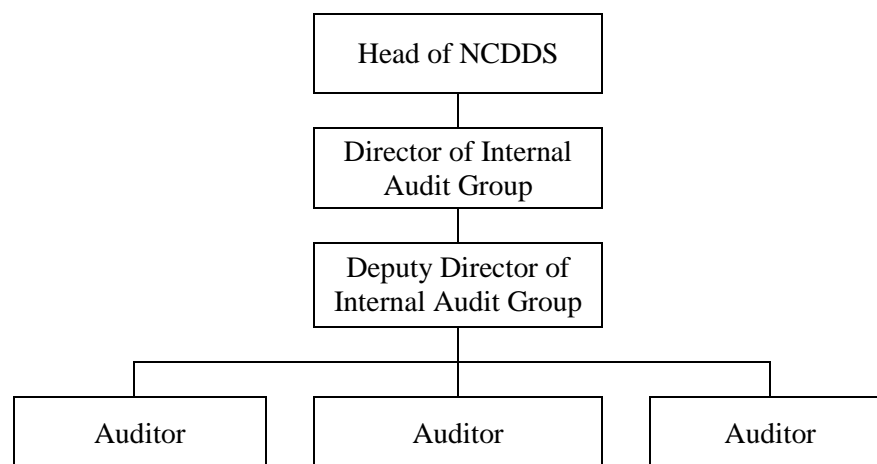 Head of NCDDS
Director of Internal
Audit Group
Deputy Director of
Internal Audit Group
Auditor
Auditor
Auditor